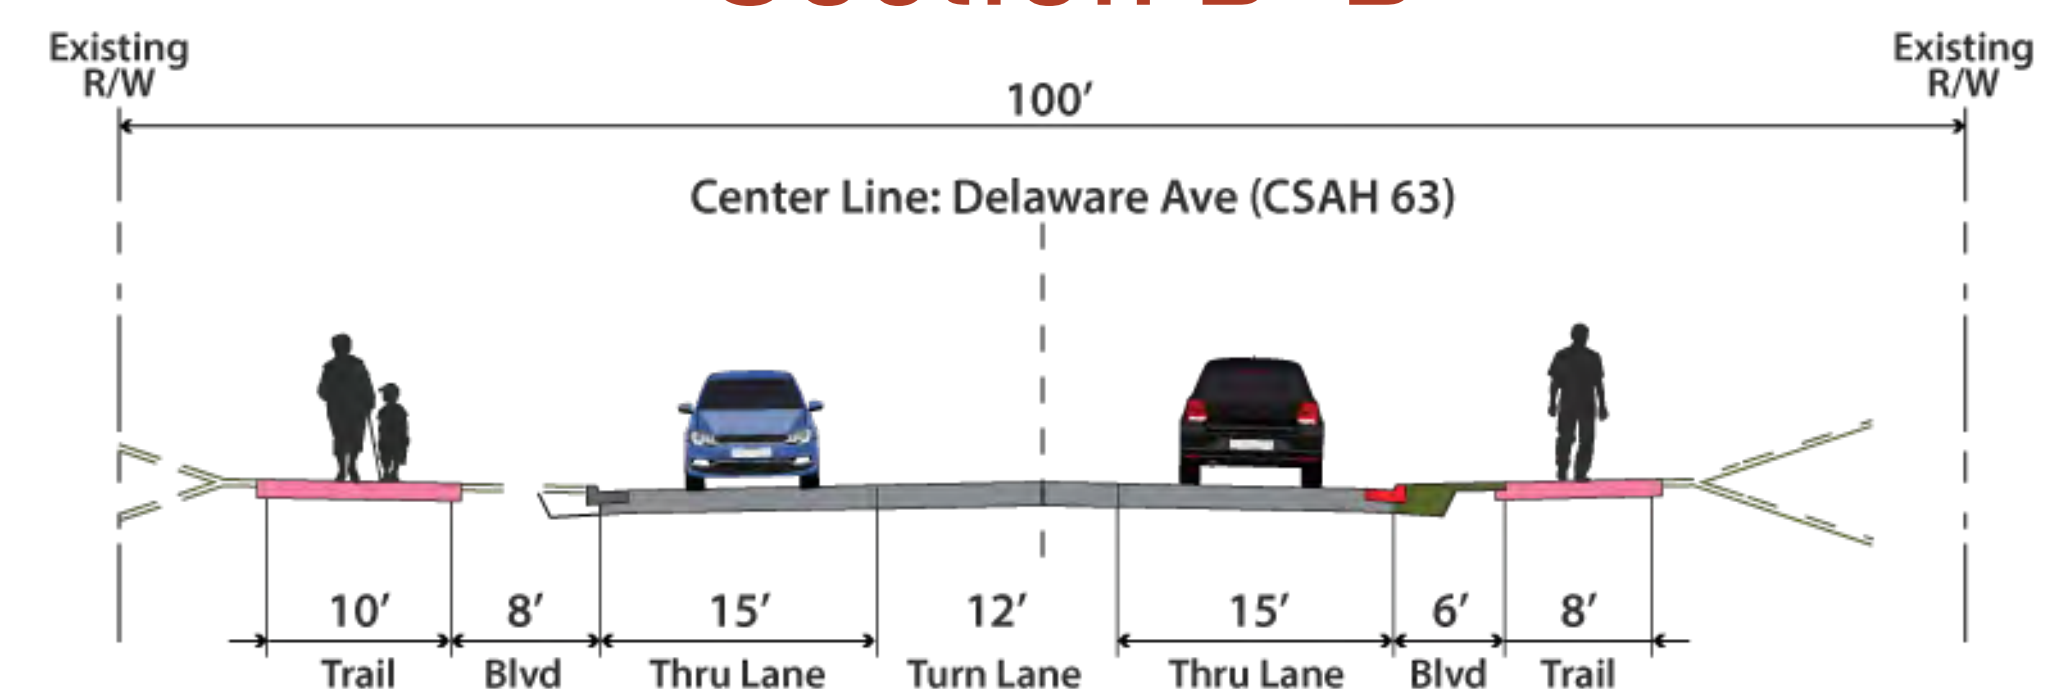 Existing
R/W
Existing
R/W
100′
Center Line: Delaware Ave (CSAH 63)
10′
8′
15′
12′
15′
6′
8′
Trail
Blvd
Thru Lane
Turn Lane
Thru Lane
Blvd
Trail